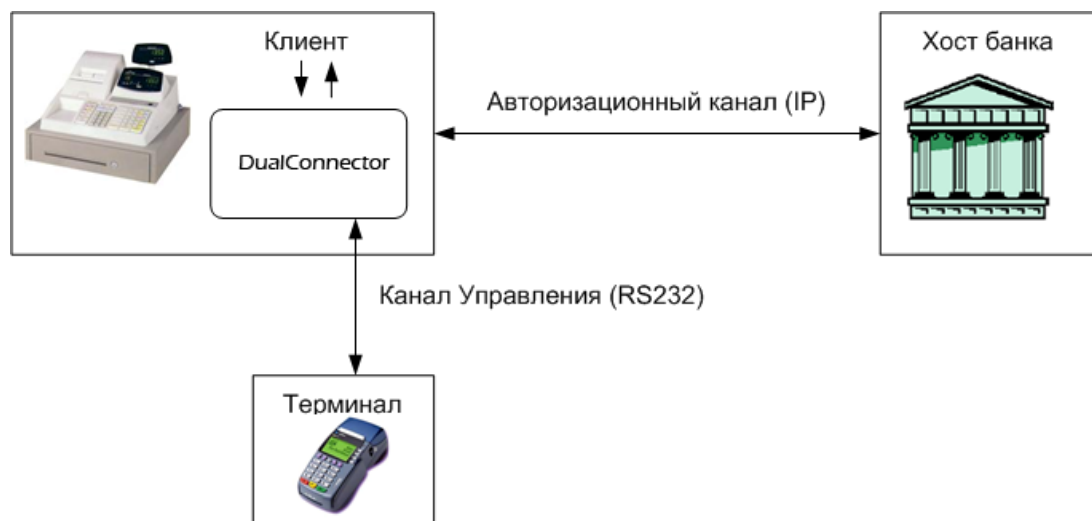 Клиент
DualConnector
Авторизационный канал (IP)
Хост банка
Канал Управления (RS232)
Терминал